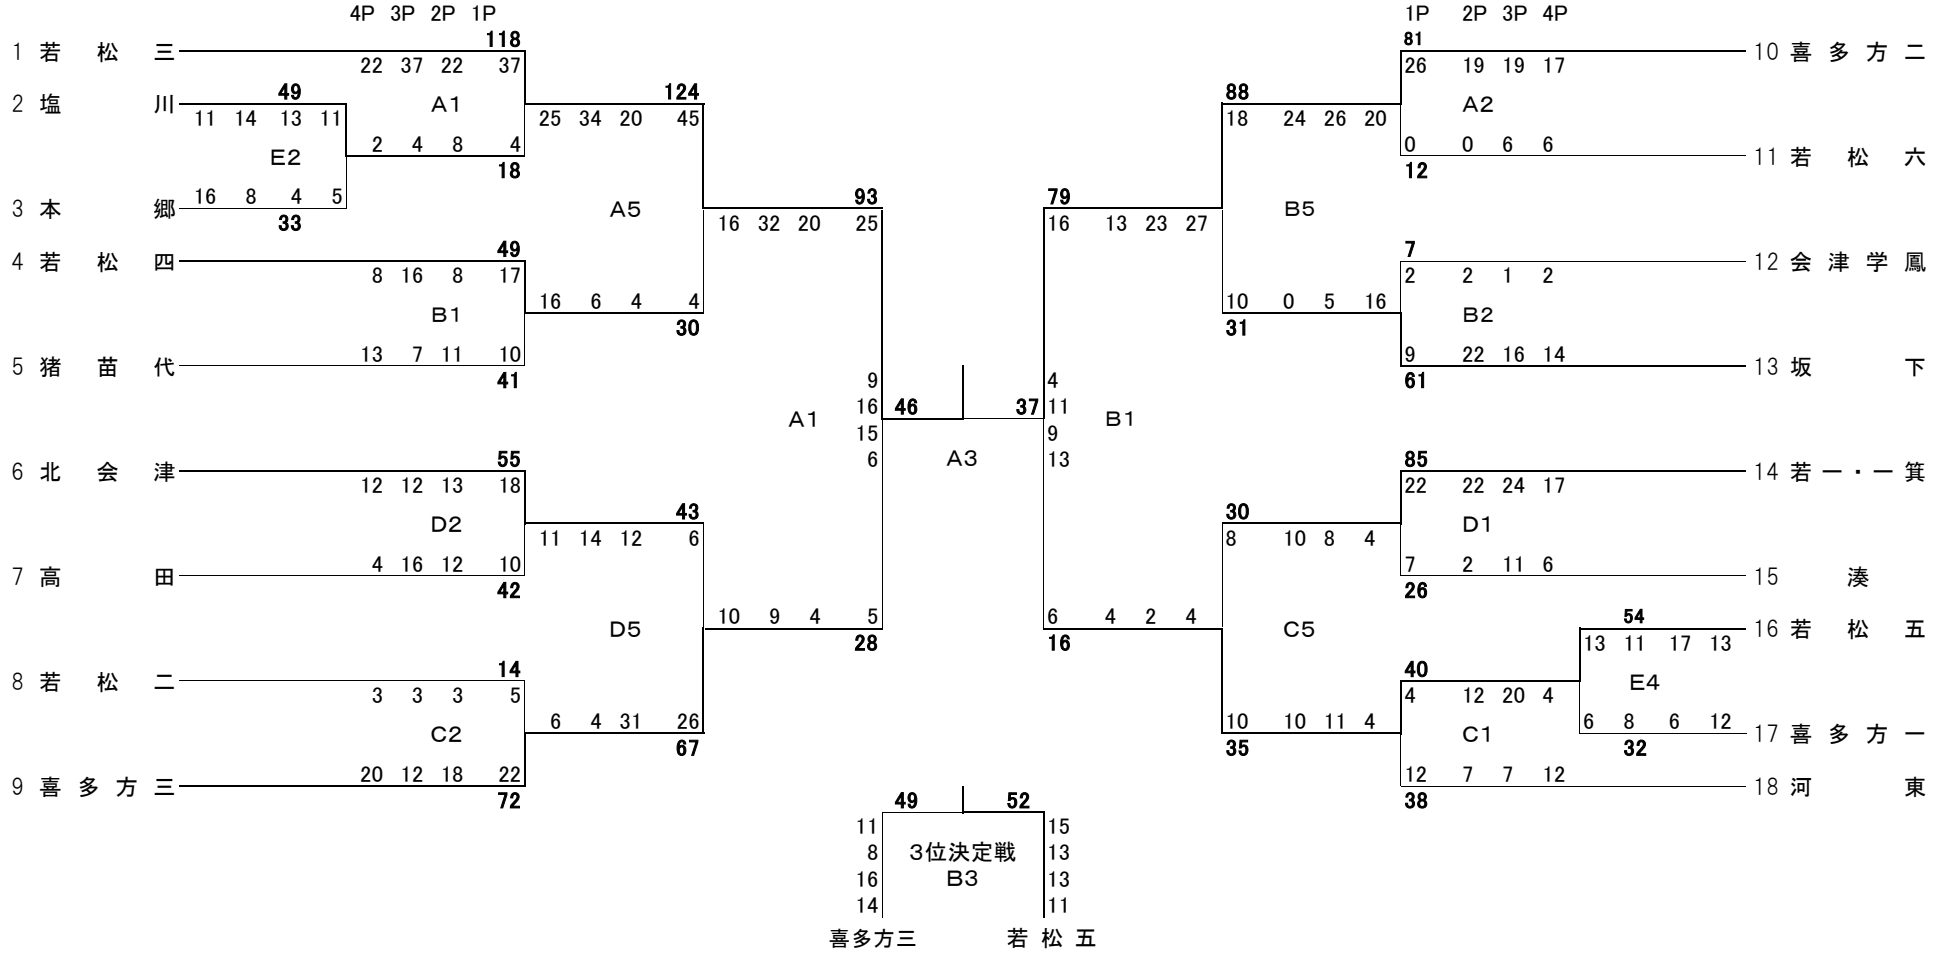 4P 3P 2P 1P 1P 2P 3P 4P
118 81
1 若松三 10 喜多方二
22 37 22 37 26 19 19 17
49 124 88
2 塩川 A1 A2
11 14 13 11 25 34 20 45 18 24 26 20
2 4 8 4 0 0 6 6
E2 11 若松六
18 12
16 8 4 5 93 79
3 本郷 A5 B5
33 16 32 20 25 16 13 23 27
49 7
4 若松四 12 会津学鳳
8 16 8 17 2 2 1 2
16 6 4 4 10 0 5 16
B1 B2
30 31
13 7 11 10 9 22 16 14
5 猪苗代 13 坂下
41 9 4 61
16 46 37 11
A1 B1
15 9
55 6 A3 13 85
6 北会津 14 若一・一箕
12 12 13 18 22 22 24 17
43 30
D2 D1
11 14 12 6 8 10 8 4
4 16 12 10 7 2 11 6
7 高田 15 湊
42 26
10 9 4 5 6 4 2 4 54
D5 C5 16 若松五
28 16 13 11 17 13
14 40
8 若松二 E4
3 3 3 5 4 12 20 4
6 4 31 26 10 10 11 4 6 8 6 12
C2 C1 17 喜多方一
67 35 32
20 12 18 22 12 7 7 12
9 喜多方三 18 河東
72 49 52 38
11 15
8 3位決定戦 13
16 B3 13
14 11
喜多方三 若松五